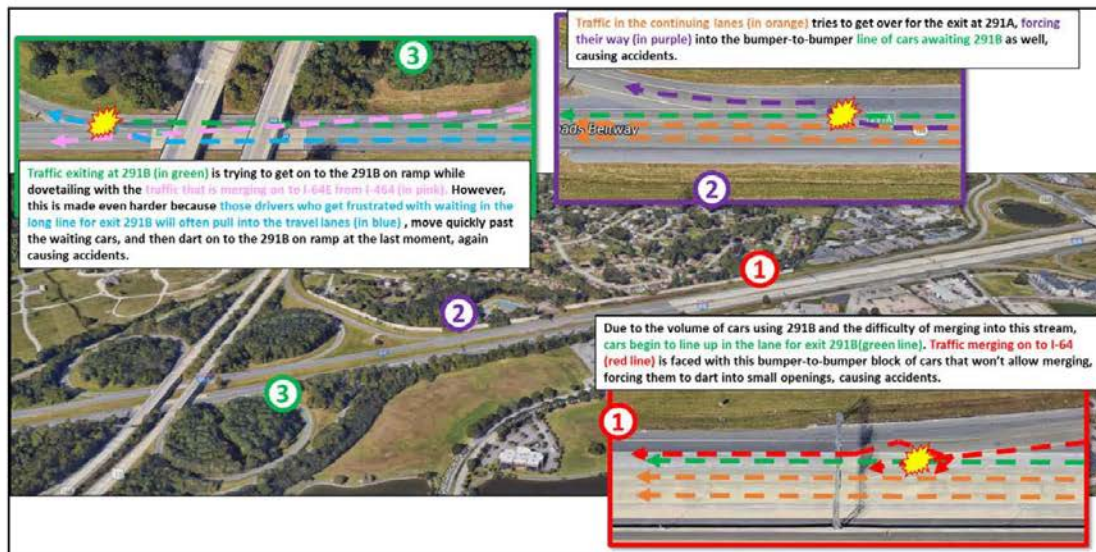 3
Traffic exiting at 291B (in green) is trying to get on to the 291B on ramp while
dovetailing with the traffic that is merging on to I-64E from I-464 (in pink). However,
this is made even harder because those drivers who get frustrated with waiting in
the long line for exit 291B will often pull into the travel lanes (in blue) , move quickly past
the waiting cars, and then dart on to the 291B on ramp at the last moment, again
causing accidents.
Traffic in the continuing lanes (in orange) tries to get over for the exit at 291A, forcing
their way (in purple) into the bumper-to-bumper line of cars awaiting 291B as well,
causing accidents.
2
1
2
3
Due to the volume of cars using 291B and the difficulty of merging into this stream,
cars begin to line up in the lane for exit 291B(green line). Traffic merging on to I-64
(red line) is faced with this bumper-to-bumper block of cars that won't allow merging,
forcing them to dart into small openings, causing accidents.
1